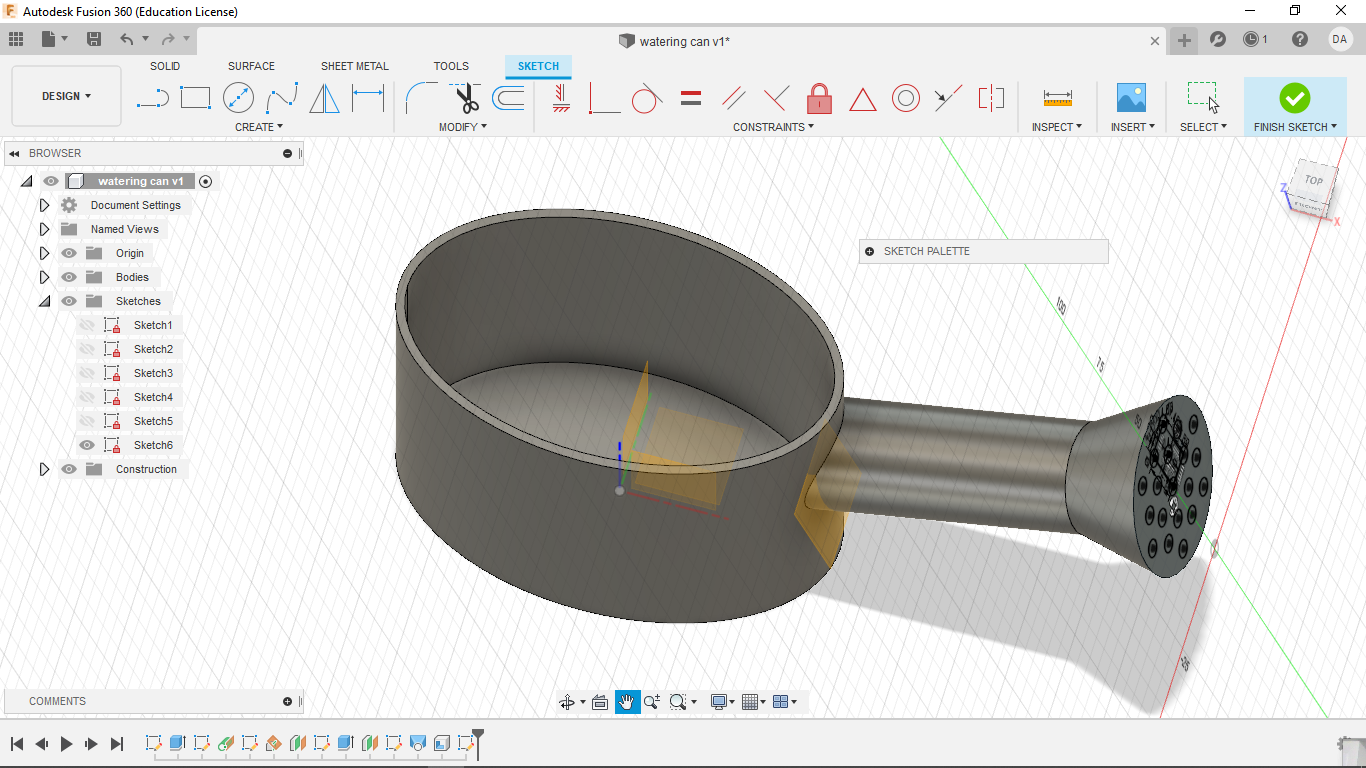 Autodesk Fusion 360 (Education License)
watering can v1*
1
DA
DESIGN
SOLID
SURFACE
SHEET METAL
TOOLS
SKETCH
CREATE
MODIFY
CONSTRAINTS
INSPECT
INSERT
SELECT
FINISH SKETCH
BROWSER
watering can v1
Document Settings
Named Views
Origin
Bodies
Sketches
Sketch1
Sketch2
Sketch3
Sketch4
Sketch5
Sketch6
Construction
SKETCH PALETTE
TOP
Z
X
100
75
50
COMMENTS